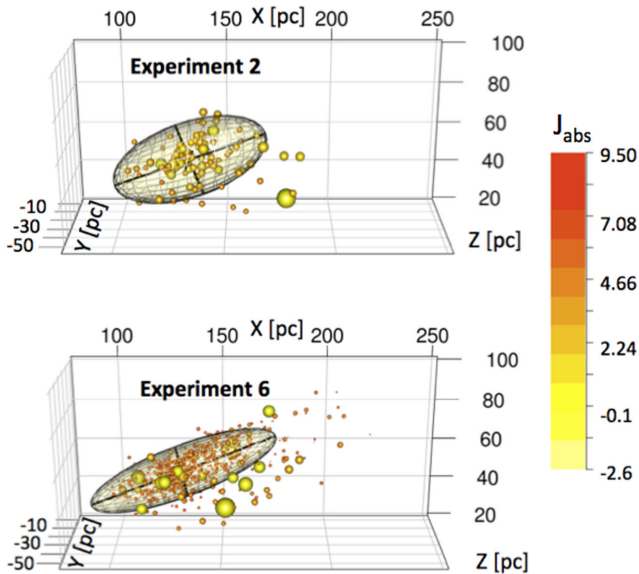 X [pc]
100 150 200 250
Experiment 2
100
80
60
40
20
-10
-30
-50
Y [pc]
Z [pc]
X [pc]
100 150 200 250
Experiment 6
100
80
60
40
20
-10
-30
-50
Y [pc]
Z [pc]
Jabs
9.50
7.08
4.66
2.24
-0.1
-2.6